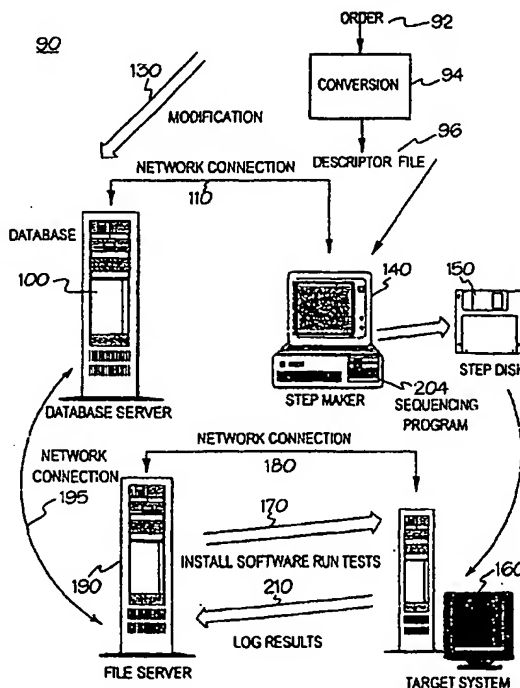 ORDER
92
90
130
94
CONVERSION
MODIFICATION
96
NETWORK CONNECTION
DESCRIPTOR FILE
110
DATABASE
140
150
100
STEP DISK
204
STEP MAKER
SEQUENCING
PROGRAM
DATABASE SERVER
NETWORK CONNECTION
180
NETWORK
CONNECTION
195
170
190
INSTALL SOFTWARE RUN TESTS
210
160
LOG RESULTS
FILE SERVER
TARGET SYSTEM